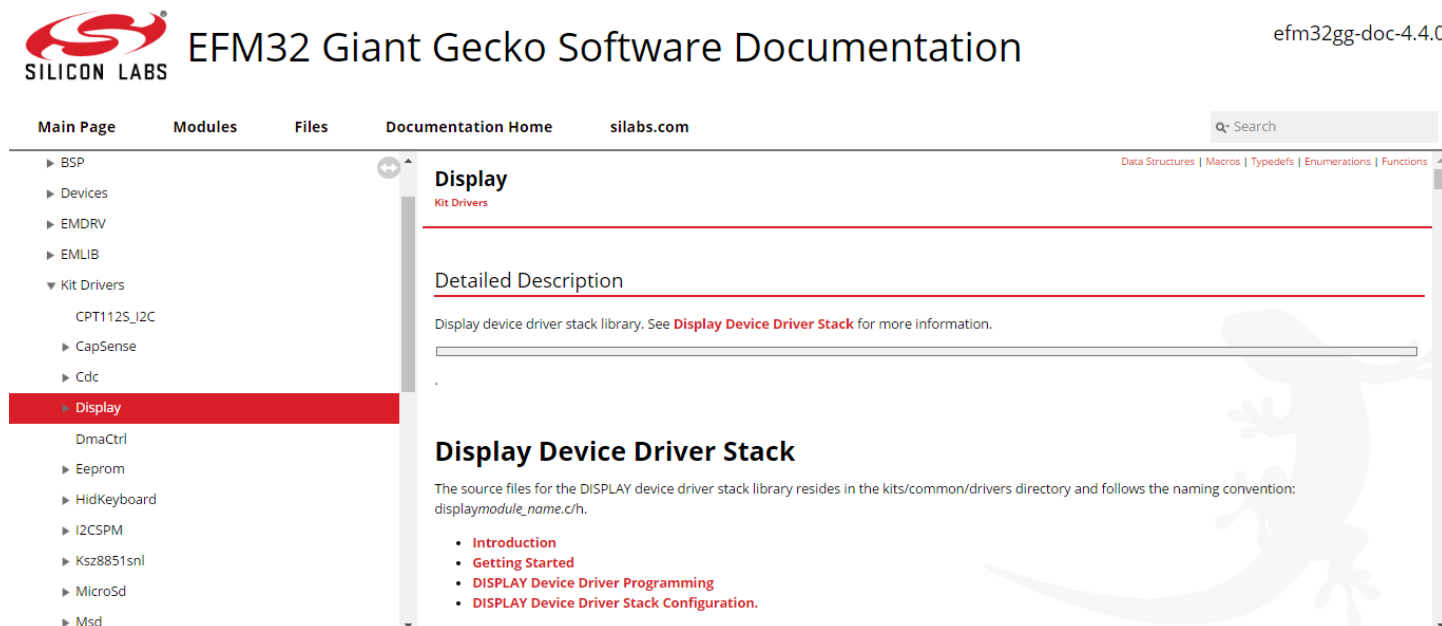 SILICON LABS
EFM32 Giant Gecko Software Documentation
efm32gg-doc-4.4.0
Main Page
Modules
Files
Documentation Home
silabs.com
Search
BSP
Devices
EMDRV
EMLIB
Kit Drivers
CPT112S_I2C
CapSense
Cdc
Display
DmaCtrl
Eeprom
HidKeyboard
I2CSPM
Ksz8851snl
MicroSd
Msd
Data Structures | Macros | Typedefs | Enumerations | Functions
Display
Kit Drivers
Detailed Description
Display device driver stack library. See Display Device Driver Stack for more information.
.
Display Device Driver Stack
The source files for the DISPLAY device driver stack library resides in the kits/common/drivers directory and follows the naming convention:
displaymodule_name.c/h.
• Introduction
• Getting Started
• DISPLAY Device Driver Programming
• DISPLAY Device Driver Stack Configuration.